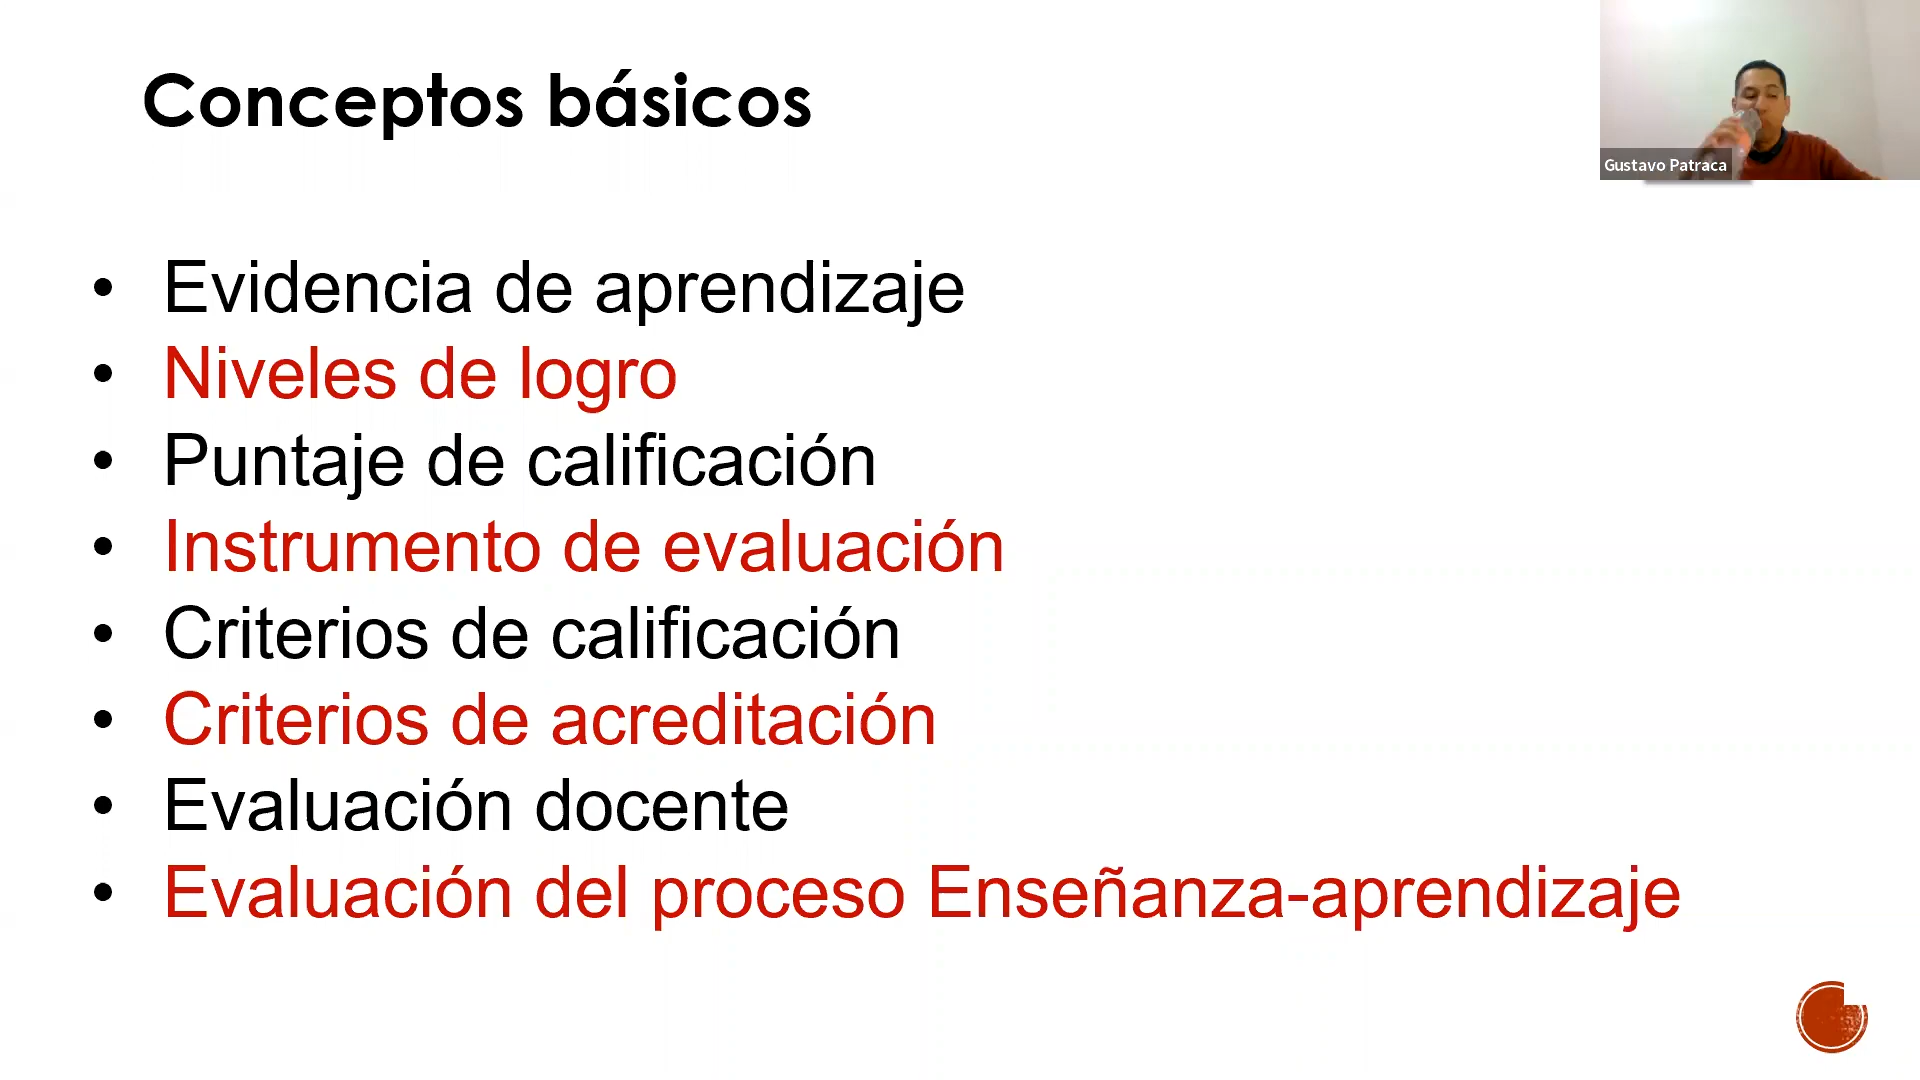 Conceptos básicos
Gustavo Patraca
• Evidencia de aprendizaje
• Niveles de logro
• Puntaje de calificación
• Instrumento de evaluación
• Criterios de calificación
• Criterios de acreditación
• Evaluación docente
• Evaluación del proceso Enseñanza-aprendizaje